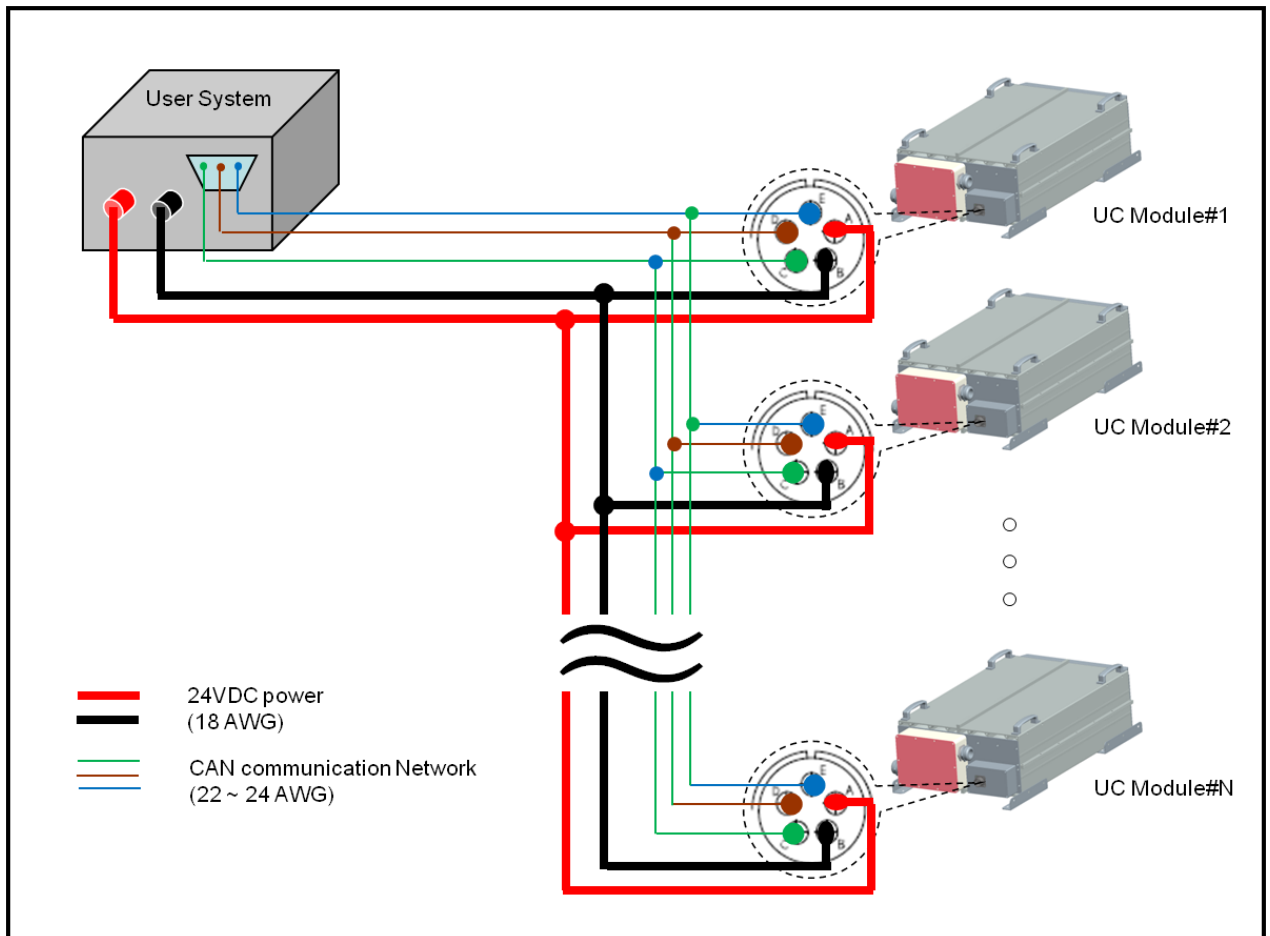 User System
E
A
D
C
B
UC Module#1
E
A
D
C
B
UC Module#2
24VDC power
(18 AWG)
CAN communication Network
(22 ~ 24 AWG)
E
A
D
C
B
UC Module#N